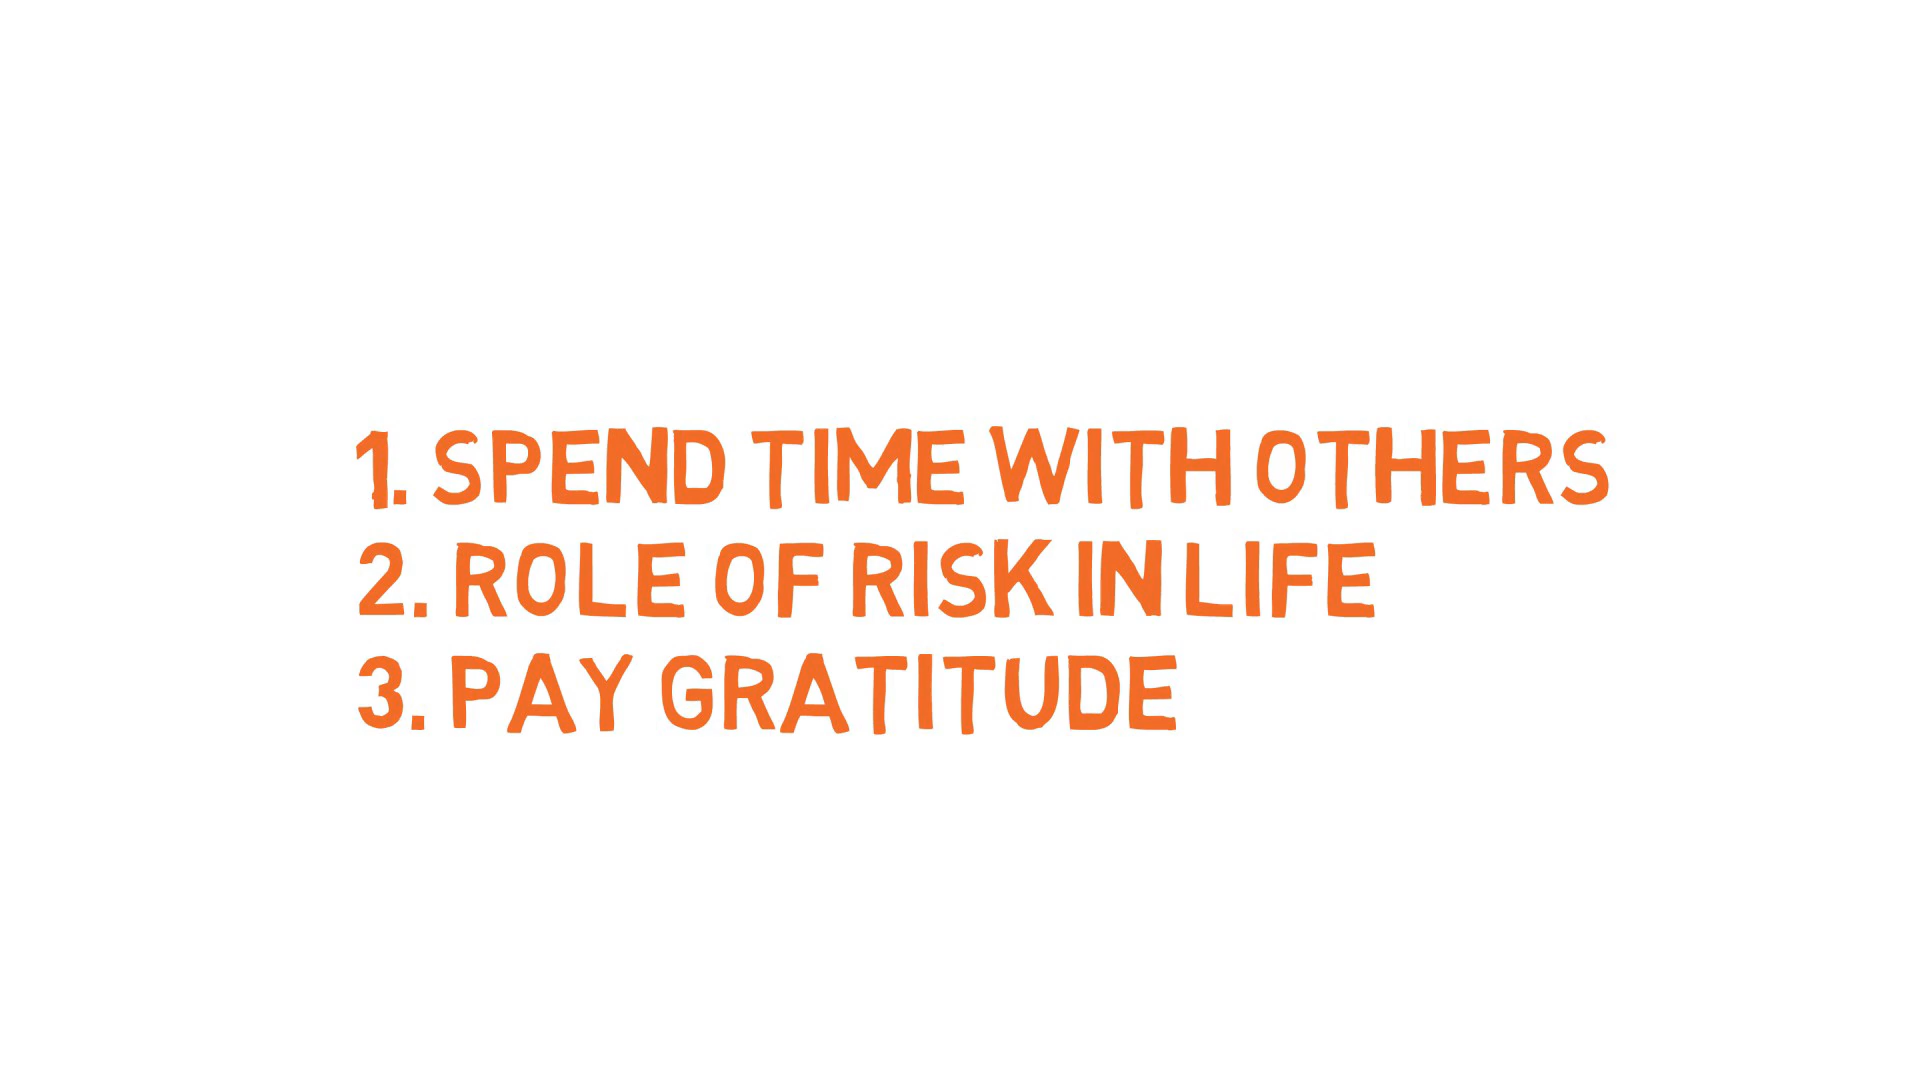 1. SPEND TIME WITH OTHERS
2. ROLE OF RISK IN LIFE
3. PAY GRATITUDE